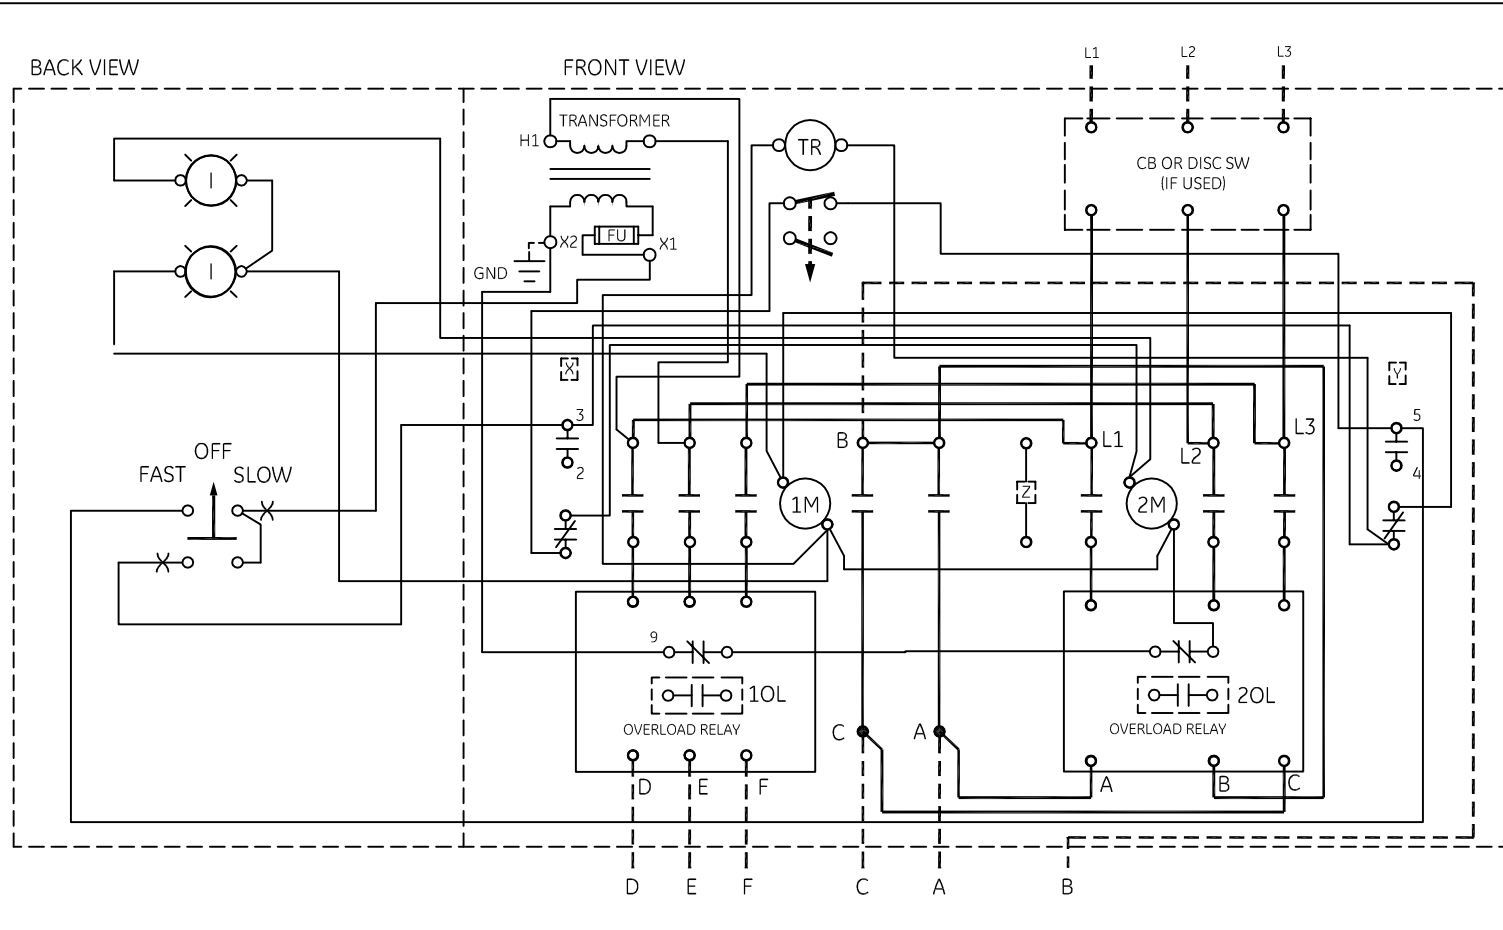 BACK VIEW
FRONT VIEW
L1
L2
L3
TRANSFORMER
H1
TR
CB OR DISC SW
(IF USED)
I
FU
X2
X1
GND
I
X
Y
3
5
OFF
B
L1
L3
FAST
SLOW
2
L2
4
1M
Z
2M
9
1OL
2OL
OVERLOAD RELAY
C
A
OVERLOAD RELAY
D
E
F
A
B
C
D
E
F
C
A
B